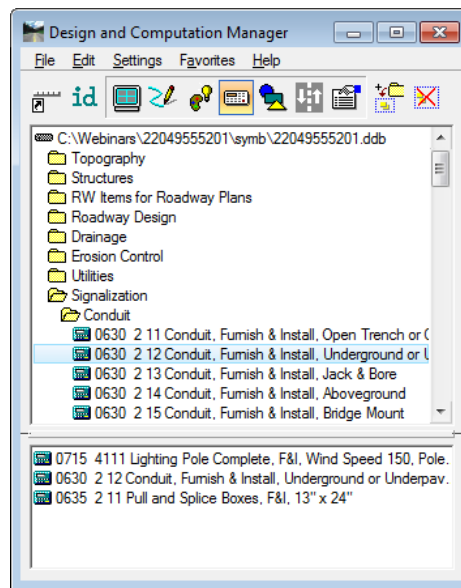 Design and Computation Manager
File Edit Settings Favorites Help
id
C:\Webinars\22049555201\symb\22049555201.ddb
Topography
Structures
RW Items for Roadway Plans
Roadway Design
Drainage
Erosion Control
Utilities
Signalization
Conduit
0630 2 11 Conduit, Furnish & Install, Open Trench or
0630 2 12 Conduit, Furnish & Install, Underground or
0630 2 13 Conduit, Furnish & Install, Jack & Bore
0630 2 14 Conduit, Furnish & Install, Aboveground
0630 2 15 Conduit, Furnish & Install, Bridge Mount
0715 4111 Lighting Pole Complete, F&I, Wind Speed 150, Pole.
0630 2 12 Conduit, Furnish & Install, Underground or Underpav.
0635 2 11 Pull and Splice Boxes, F&I, 13" x 24"